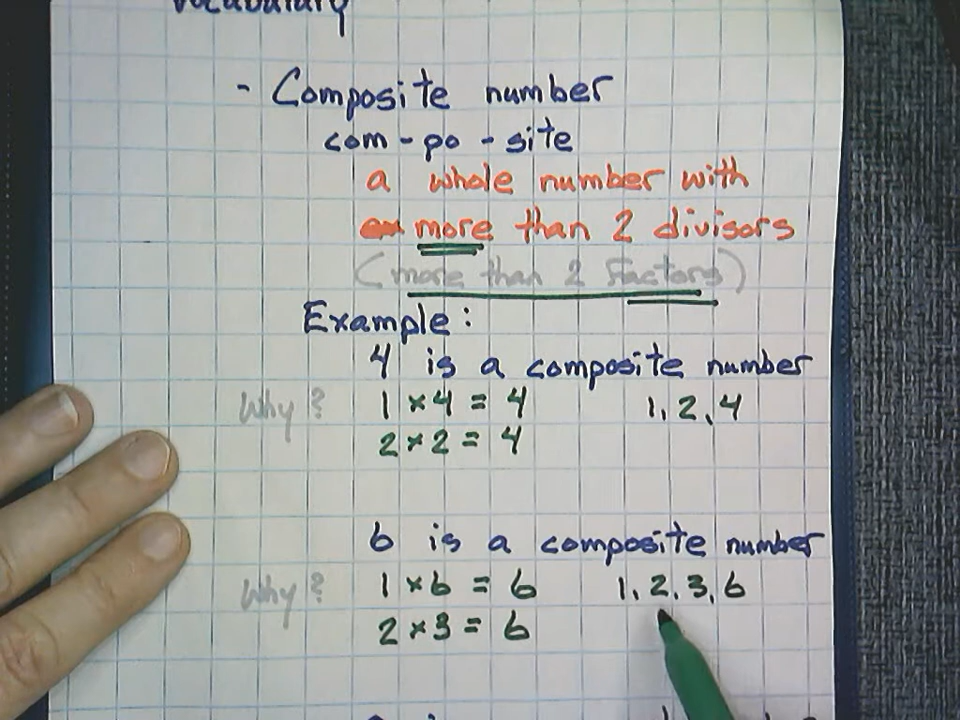 Vocabulary
- Composite number
com - po - site
a whole number with
more than 2 divisors
(more than 2 factors)
Example:
4 is a composite number
Why? 1 × 4 = 4 1, 2, 4
2 × 2 = 4
6 is a composite number
Why? 1 × 6 = 6 1, 2, 3, 6
2 × 3 = 6